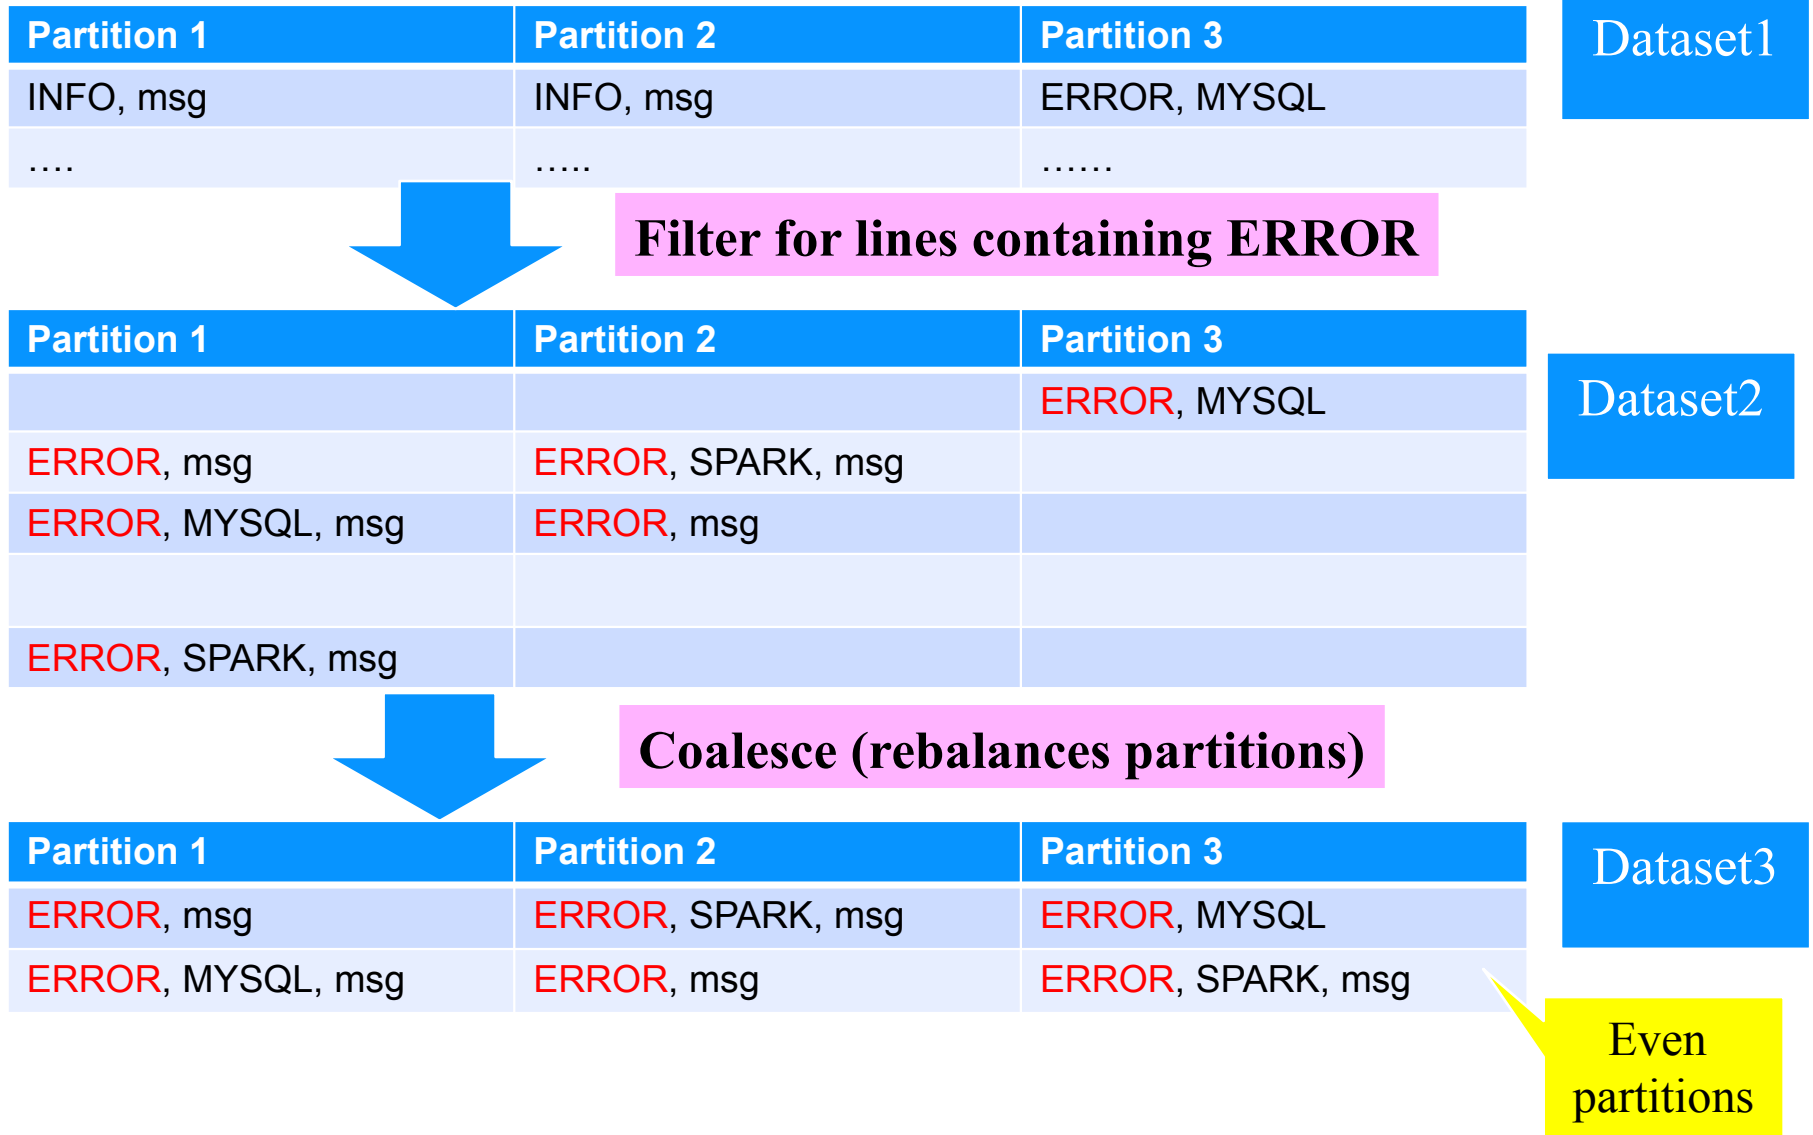 Partition 1 Partition 2 Partition 3
Dataset1
INFO, msg INFO, msg ERROR, MYSQL
.... ..... ......
Filter for lines containing ERROR
Partition 1 Partition 2 Partition 3
Dataset2
ERROR, MYSQL
ERROR, msg ERROR, SPARK, msg
ERROR, MYSQL, msg ERROR, msg
ERROR, SPARK, msg
Coalesce (rebalances partitions)
Partition 1 Partition 2 Partition 3
Dataset3
ERROR, msg ERROR, SPARK, msg ERROR, MYSQL
ERROR, MYSQL, msg ERROR, msg ERROR, SPARK, msg
Even
partitions